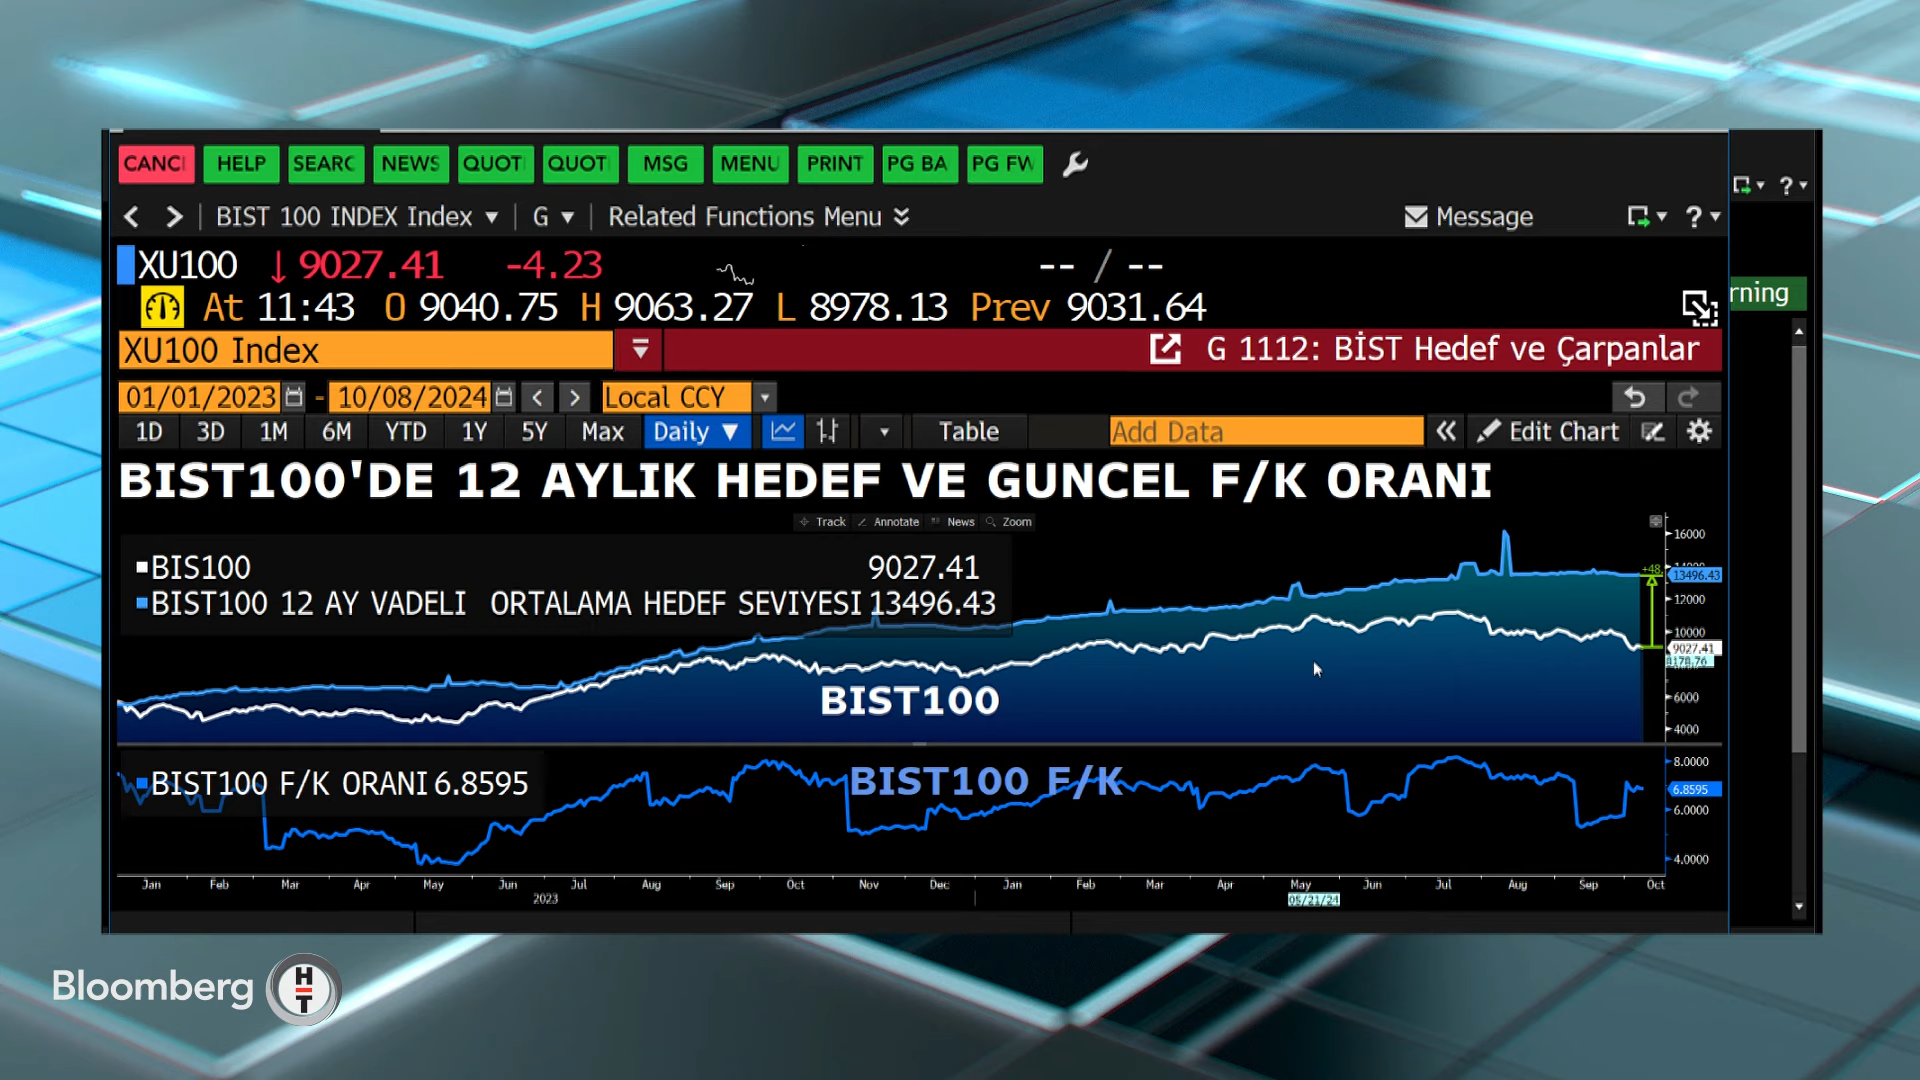 CANC HELP SEARC NEWS QUOT QUOT MSG MENU PRINT PG BA PG FW
BIST 100 INDEX Index G Related Functions Menu Message ?
?
XU100 ↓ 9027.41 -4.23 -- / --
At 11:43 O 9040.75 H 9063.27 L 8978.13 Prev 9031.64
rning
XU100 Index G 1112: BİST Hedef ve Çarpanlar
01/01/2023 - 10/08/2024 < > Local CCY
1D 3D 1M 6M YTD 1Y 5Y Max Daily ▼ Table Add Data « Edit Chart
BIST100'DE 12 AYLIK HEDEF VE GUNCEL F/K ORANI
Track Annotate News Zoom
BIS100 9027.41
BIST100 12 AY VADELI ORTALAMA HEDEF SEVIYESI 13496.43
BIST100
16000
+48
13496.43
12000
10000
9027.41
8178.76
6000
4000
BIST100 F/K ORANI 6.8595
BIST100 F/K
8.0000
6.8595
6.0000
4.0000
Jan Feb Mar Apr May Jun Jul Aug Sep Oct Nov Dec Jan Feb Mar Apr May Jun Jul Aug Sep Oct
2023 05/21/24
Bloomberg HT